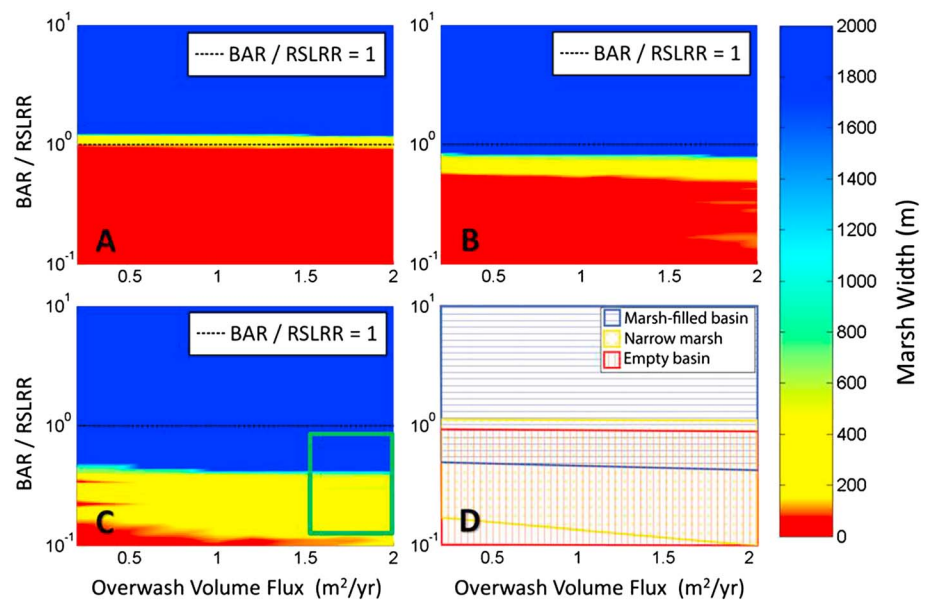 10¹
10⁰
10⁻¹
BAR / RSLRR
BAR / RSLRR = 1
A
0.5
1
1.5
2
10¹
10⁰
10⁻¹
BAR / RSLRR = 1
B
0.5
1
1.5
2
10¹
10⁰
10⁻¹
BAR / RSLRR
BAR / RSLRR = 1
C
0.5
1
1.5
2
Overwash Volume Flux (m²/yr)
10¹
10⁰
10⁻¹
Marsh-filled basin
Narrow marsh
Empty basin
D
0.5
1
1.5
2
Overwash Volume Flux (m²/yr)
2000
1800
1600
1400
1200
1000
800
600
400
200
0
Marsh Width (m)